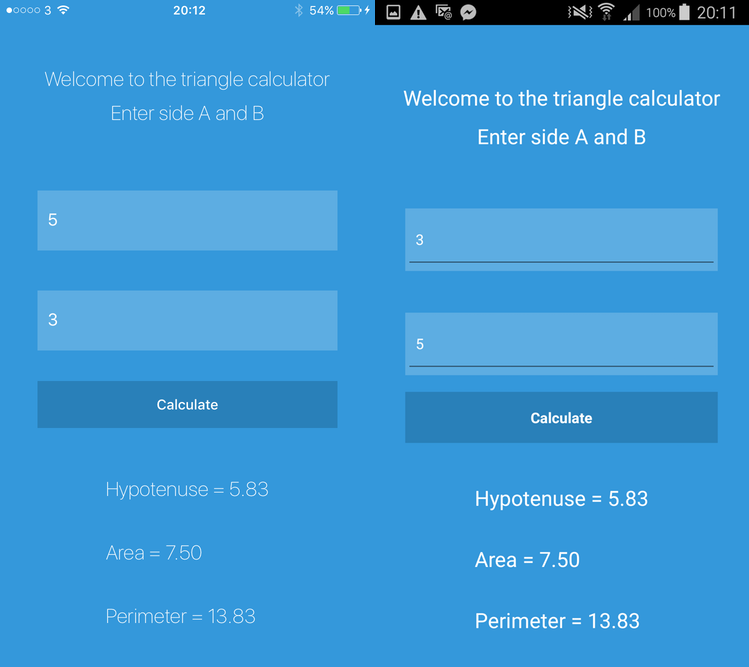 3 20:12 54%
Welcome to the triangle calculator
Enter side A and B
5
3
Calculate
Hypotenuse = 5.83
Area = 7.50
Perimeter = 13.83
100% 20:11
Welcome to the triangle calculator
Enter side A and B
3
5
Calculate
Hypotenuse = 5.83
Area = 7.50
Perimeter = 13.83